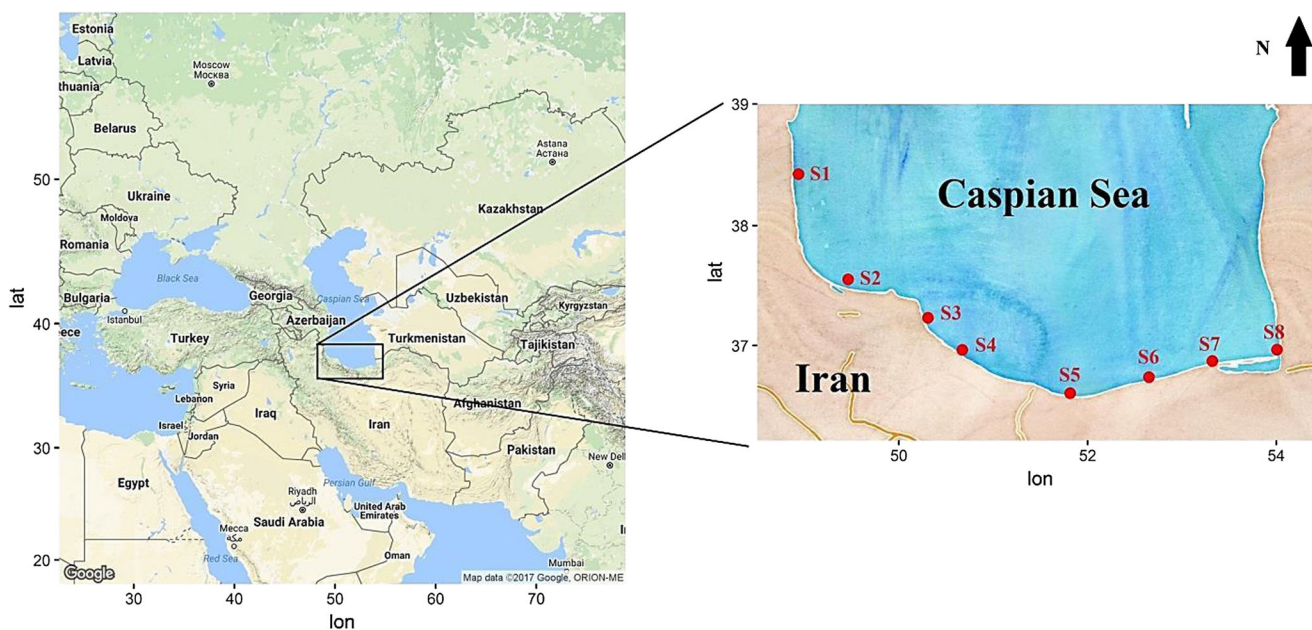 Estonia
Latvia
thuania
Belarus
Moscow
Москва
Ukraine
Moldova
Romania
Bulgaria
Black Sea
Istanbul
ece
Turkey
Georgia
Azerbaijan
Caspian Sea
Astana
Астана
Kazakhstan
Uzbekistan
Kyrgyzstan
Turkmenistan
Tajikistan
Syria
Lebanon
Israel
Jordan
Iraq
Iran
Afghanistan
Pakistan
New Del
Egypt
Persian Gulf
Riyadh
الرياض
Saudi Arabia
United Arab
Emirates
Mecca
مكة
Red Sea
Oman
Mumbai
I
Google
Map data ©2017 Google, ORION-ME
50
40
30
20
lat
30
40
50
60
70
lon
N
39
38
37
lat
S1
Caspian Sea
S2
S3
S4
S5
S6
S7
S8
Iran
50
52
54
lon